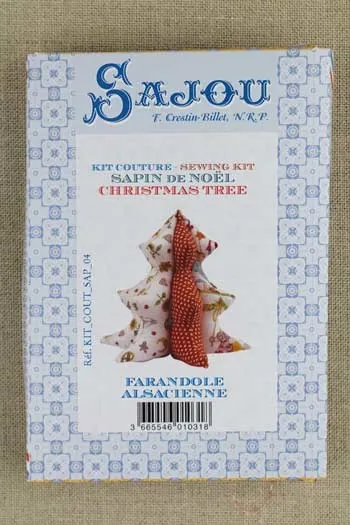 SAJOU
F. Crestin-Billet, N.R.P.
KIT COUTURE - SEWING KIT
SAPIN DE NOËL
CHRISTMAS TREE
Réf. KIT_COUT_SAP_04
FARANDOLE
ALSACIENNE
3 665546 010318